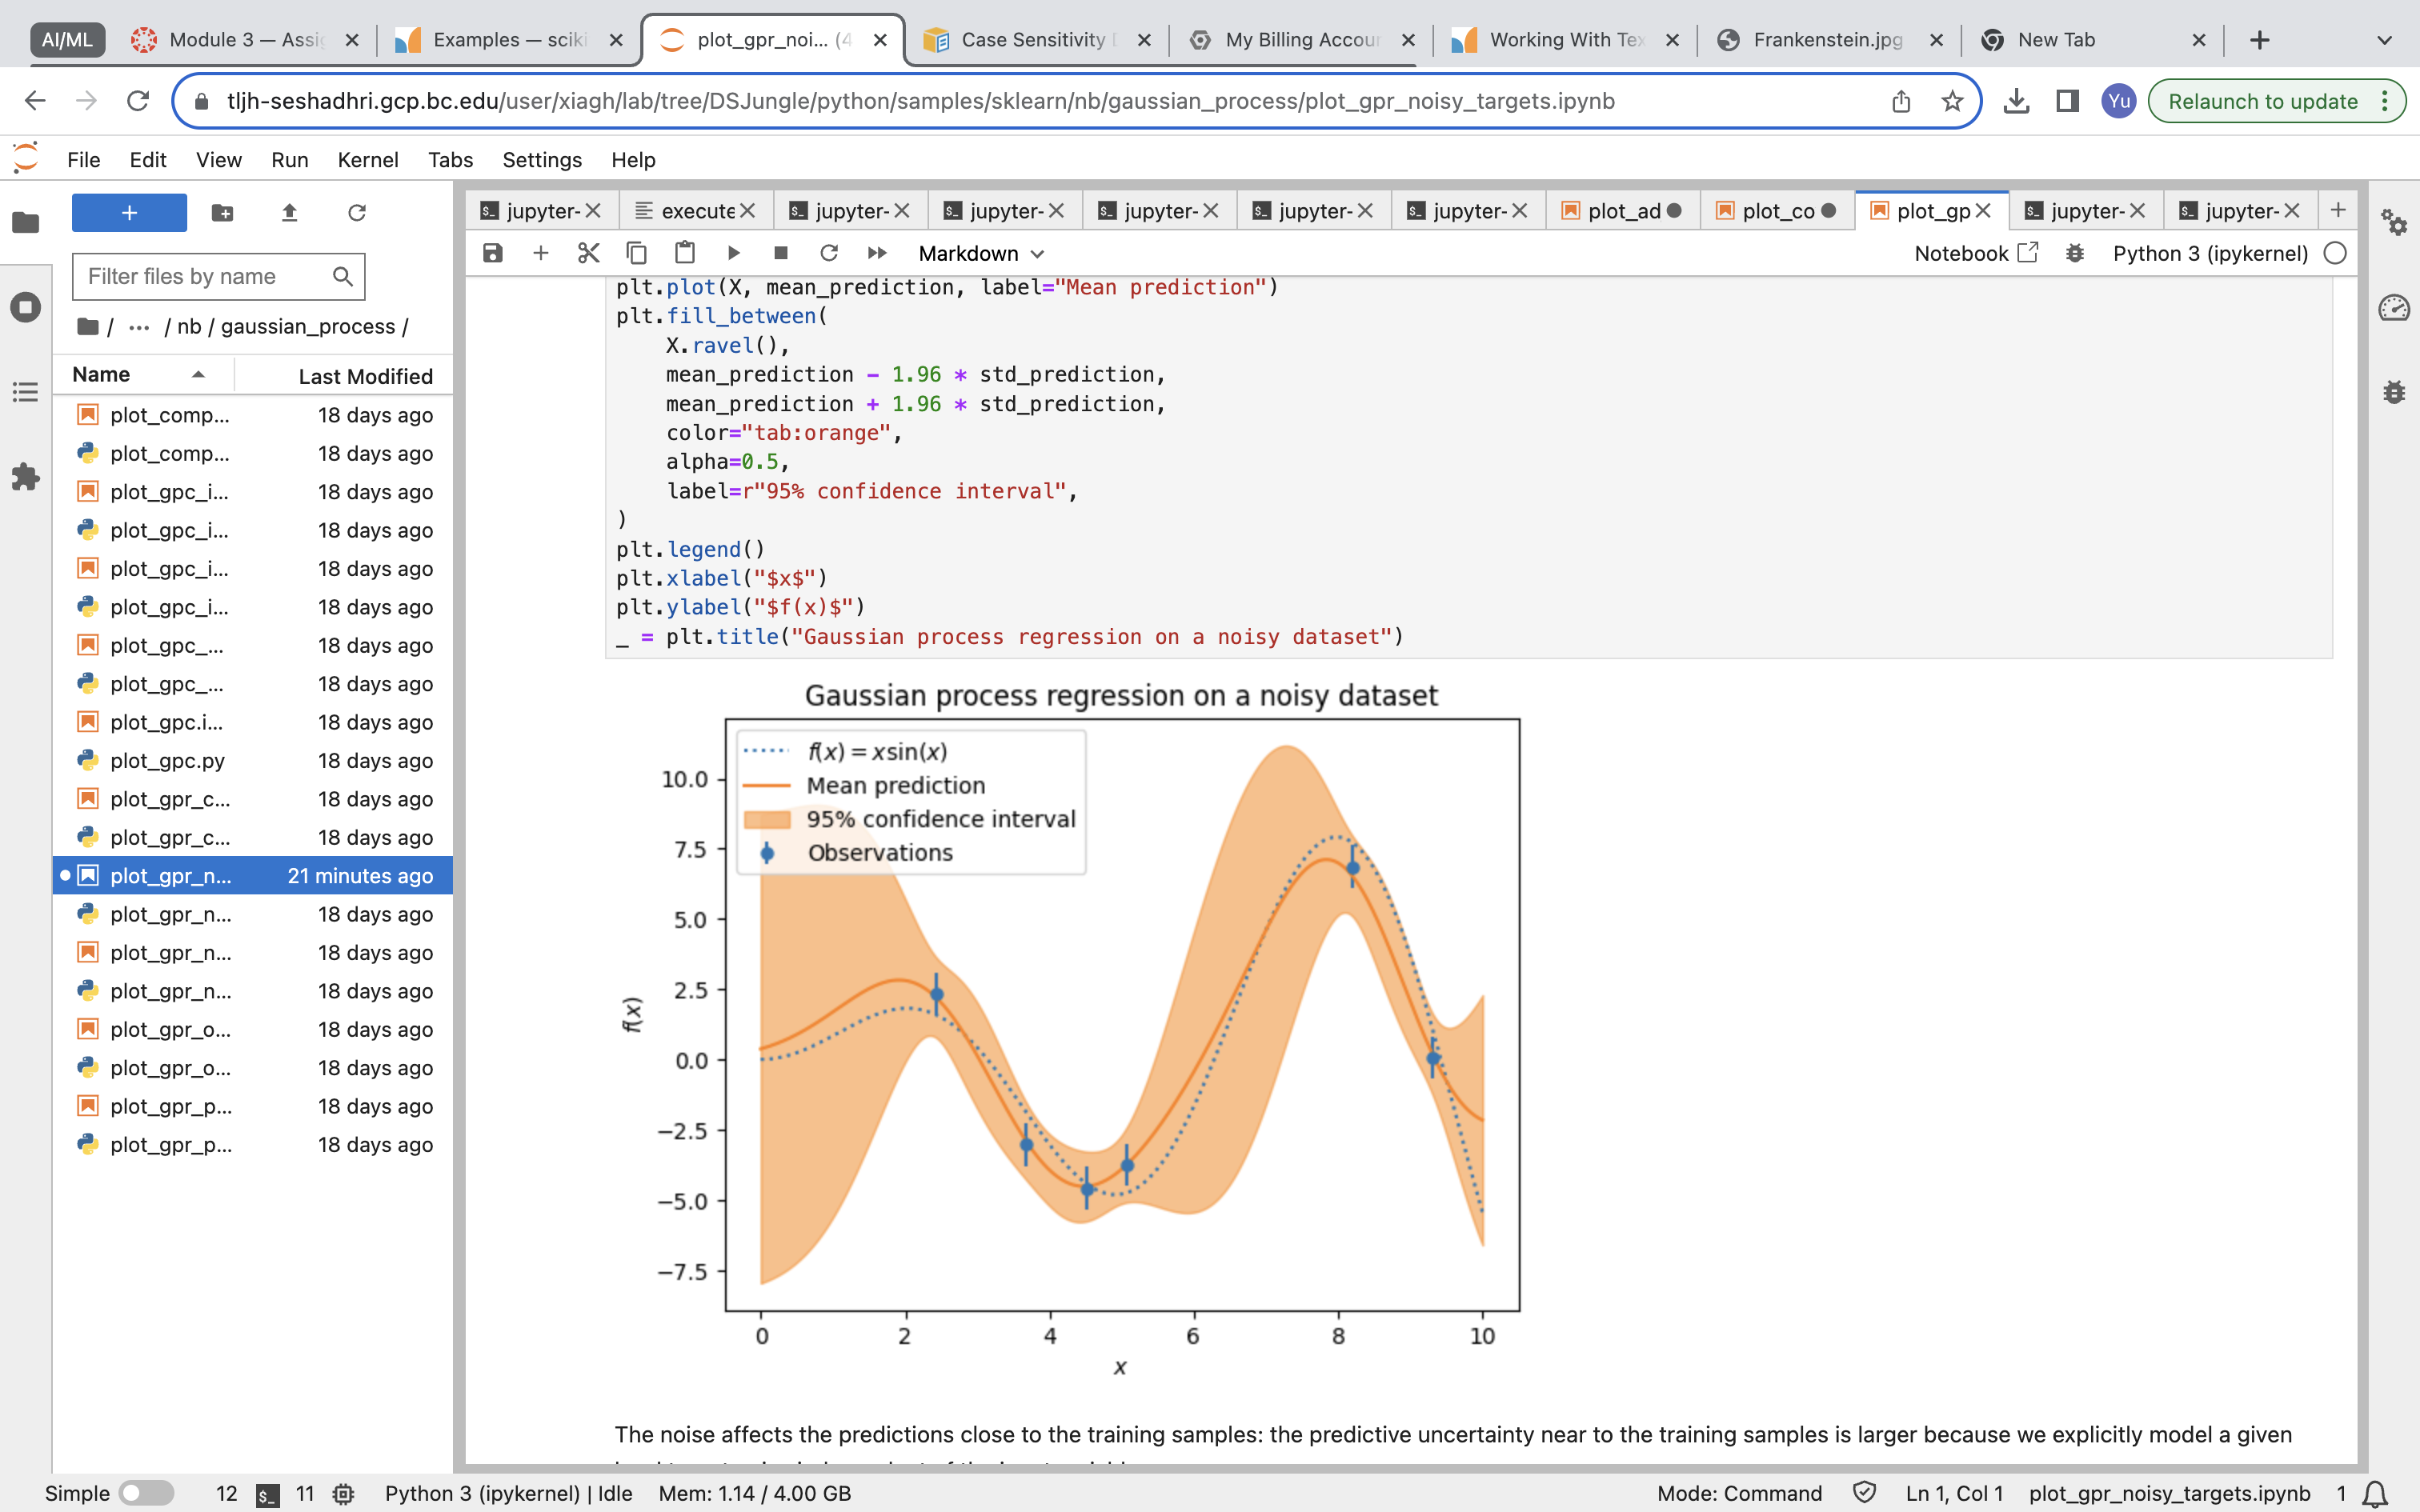 AI/ML
Module 3 — Assig
Examples — scik
plot_gpr_noi... (4
Case Sensitivity
My Billing Accou
Working With Tex
Frankenstein.jpg
New Tab
tljh-seshadhri.gcp.bc.edu/user/xiagh/lab/tree/DSJungle/python/samples/sklearn/nb/gaussian_process/plot_gpr_noisy_targets.ipynb
Yu
Relaunch to update
File Edit View Run Kernel Tabs Settings Help
jupyter-
execute
jupyter-
jupyter-
jupyter-
jupyter-
jupyter-
plot_ad
plot_co
plot_gp
jupyter-
jupyter-
Markdown
Notebook
Python 3 (ipykernel)
Filter files by name
/ ... / nb / gaussian_process /
Name Last Modified
plot_comp... 18 days ago
plot_comp... 18 days ago
plot_gpc_i... 18 days ago
plot_gpc_i... 18 days ago
plot_gpc_i... 18 days ago
plot_gpc_i... 18 days ago
plot_gpc_... 18 days ago
plot_gpc_... 18 days ago
plot_gpc.i... 18 days ago
plot_gpc.py 18 days ago
plot_gpr_c... 18 days ago
plot_gpr_c... 18 days ago
plot_gpr_n... 21 minutes ago
plot_gpr_n... 18 days ago
plot_gpr_n... 18 days ago
plot_gpr_n... 18 days ago
plot_gpr_o... 18 days ago
plot_gpr_o... 18 days ago
plot_gpr_p... 18 days ago
plot_gpr_p... 18 days ago
plt.plot(X, mean_prediction, label="Mean prediction")
plt.fill_between(
    X.ravel(),
    mean_prediction - 1.96 * std_prediction,
    mean_prediction + 1.96 * std_prediction,
    color="tab:orange",
    alpha=0.5,
    label=r"95% confidence interval",
)
plt.legend()
plt.xlabel("$x$")
plt.ylabel("$f(x)$")
_ = plt.title("Gaussian process regression on a noisy dataset")
Gaussian process regression on a noisy dataset
f(x) = x sin(x)
Mean prediction
95% confidence interval
Observations
10.0
7.5
5.0
2.5
0.0
−2.5
−5.0
−7.5
f(x)
0 2 4 6 8 10
x
The noise affects the predictions close to the training samples: the predictive uncertainty near to the training samples is larger because we explicitly model a given
Simple 12 11 Python 3 (ipykernel) | Idle Mem: 1.14 / 4.00 GB Mode: Command Ln 1, Col 1 plot_gpr_noisy_targets.ipynb 1